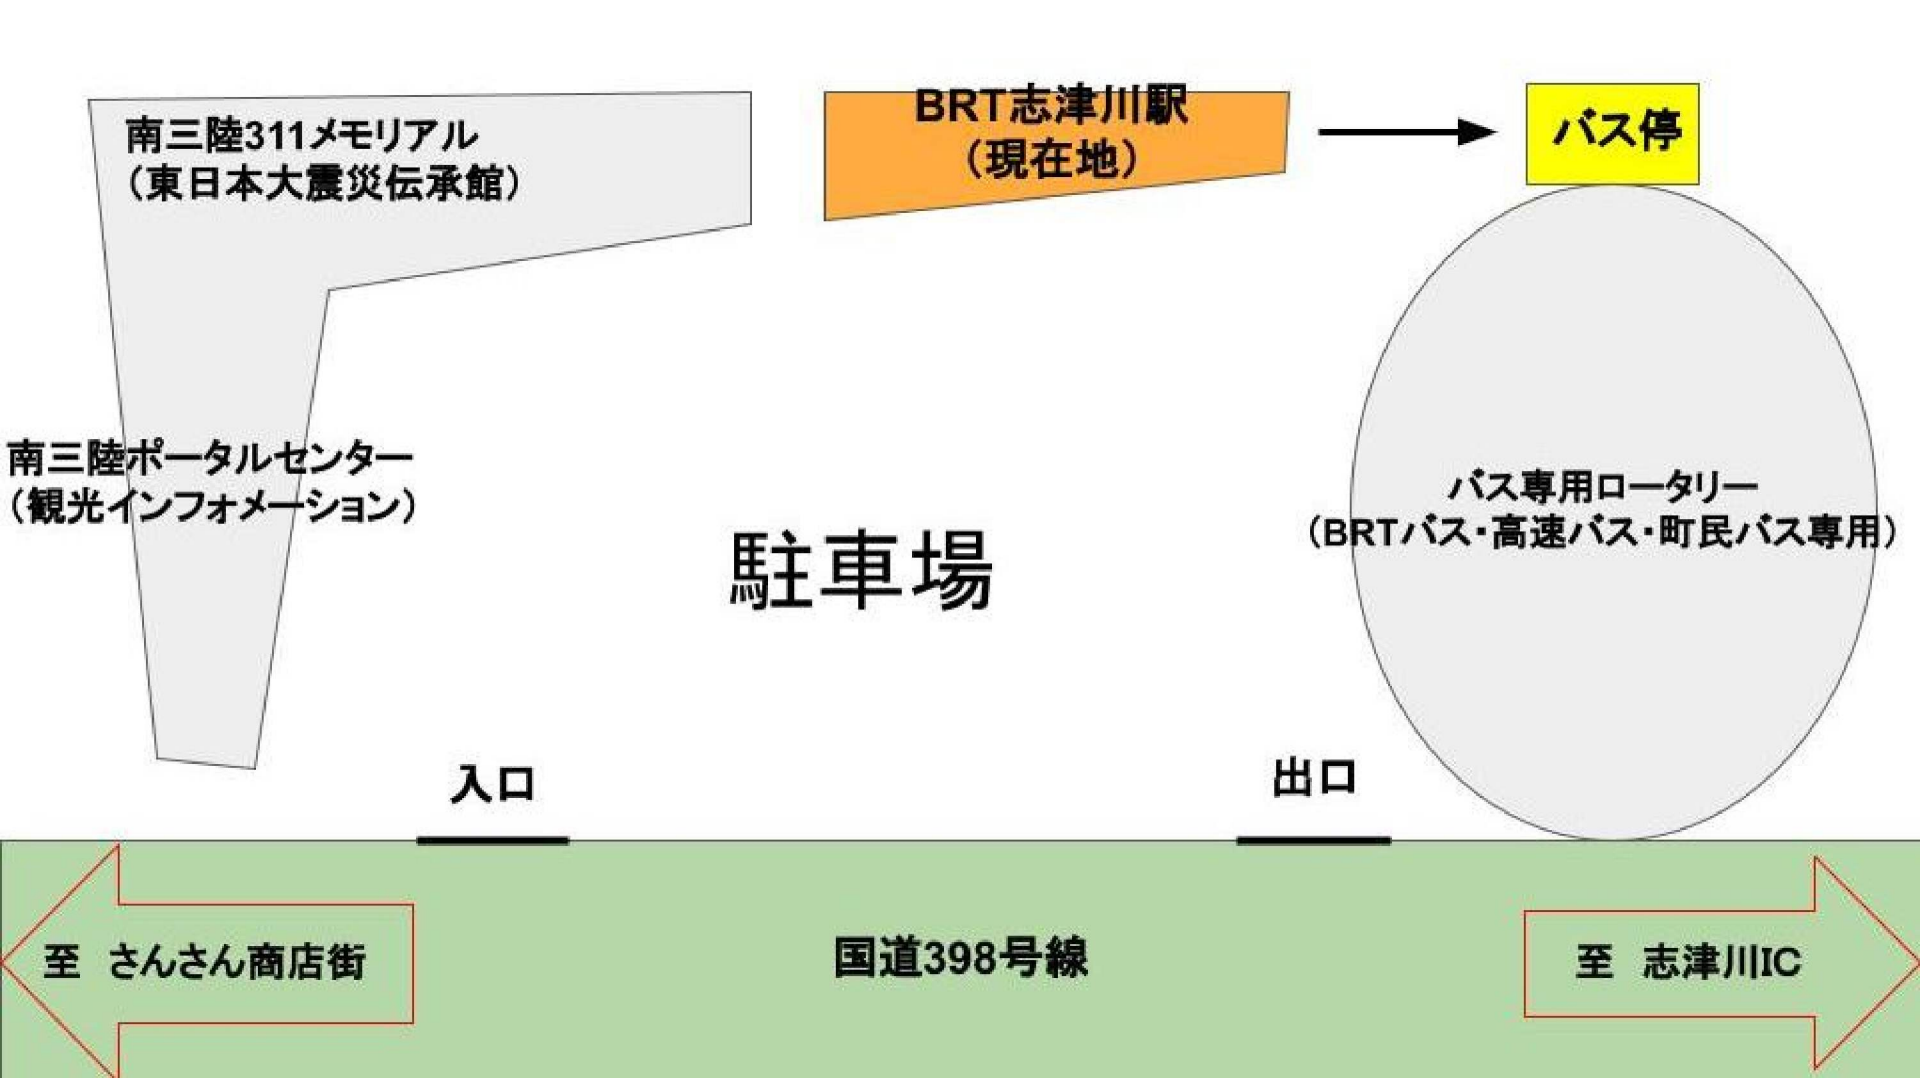 南三陸311メモリアル
（東日本大震災伝承館）
BRT志津川駅
（現在地）
バス停
南三陸ポータルセンター
（観光インフォメーション）
駐車場
バス専用ロータリー
（BRTバス・高速バス・町民バス専用）
入口
出口
至　さんさん商店街
国道398号線
至　志津川IC